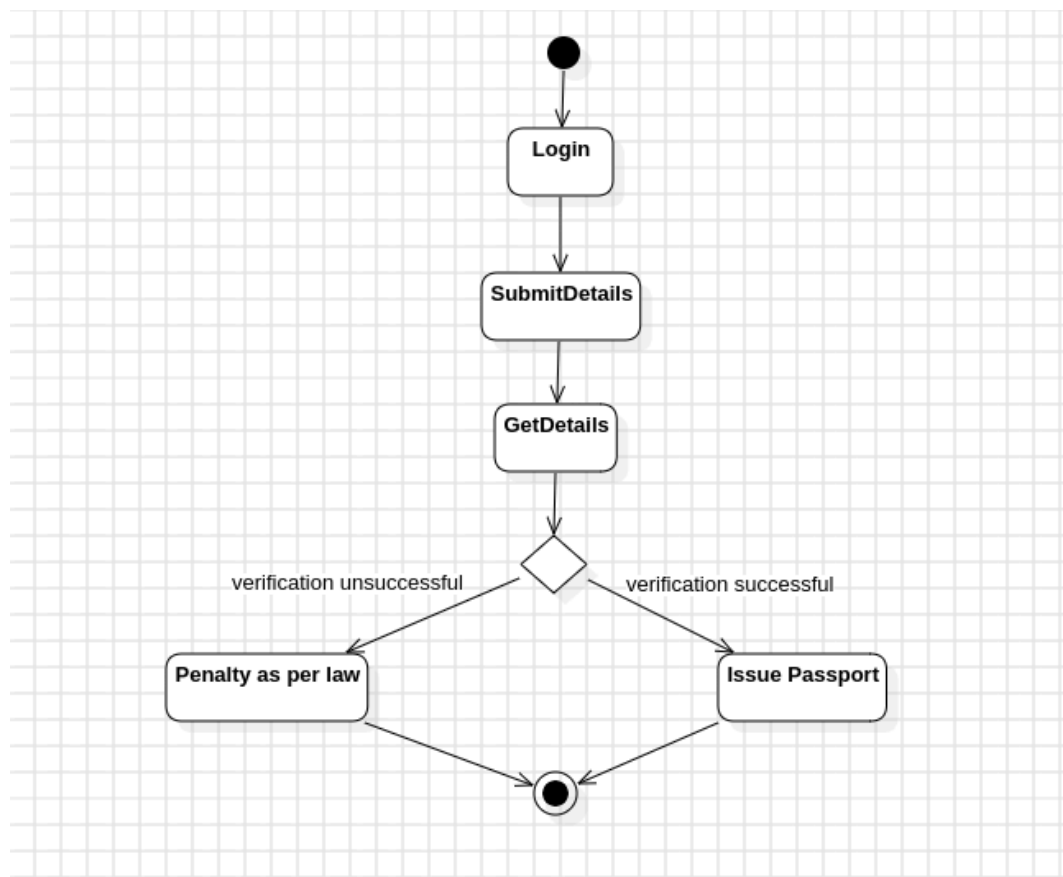 Login
SubmitDetails
GetDetails
verification unsuccessful
verification successful
Penalty as per law
Issue Passport